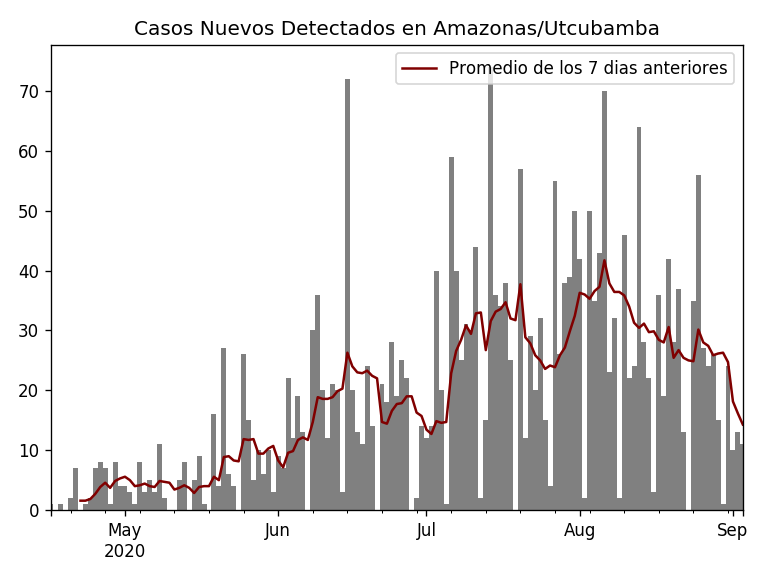 Casos Nuevos Detectados en Amazonas/Utcubamba
Promedio de los 7 dias anteriores
70
60
50
40
30
20
10
0
May
2020
Jun
Jul
Aug
Sep